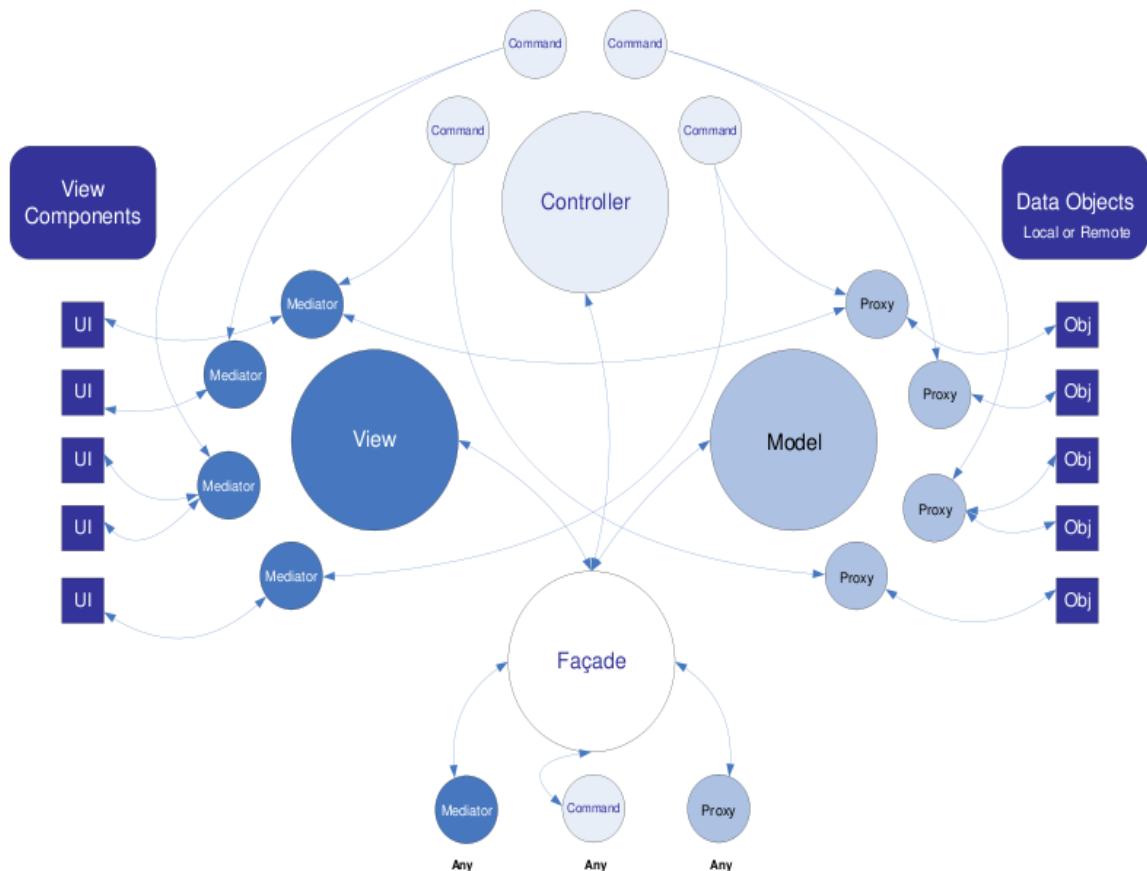 Command
Command
Command
Command
Controller
View
Components
Data Objects
Local or Remote
Mediator
Proxy
UI
Obj
Mediator
Proxy
UI
Obj
View
Model
UI
Obj
Mediator
Proxy
UI
Obj
Mediator
Proxy
UI
Obj
Façade
Mediator
Command
Proxy
Any
Any
Any